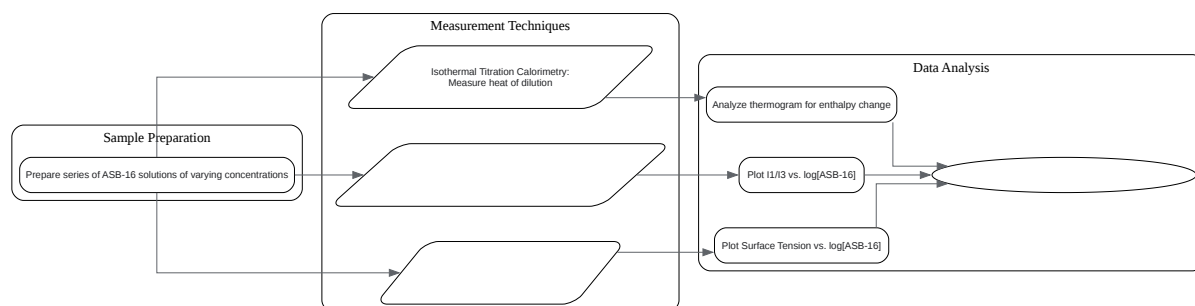 Measurement Techniques
Isothermal Titration Calorimetry:
Measure heat of dilution
Data Analysis
Analyze thermogram for enthalpy change
Sample Preparation
Prepare series of ASB-16 solutions of varying concentrations
Plot I1/I3 vs. log[ASB-16]
Plot Surface Tension vs. log[ASB-16]